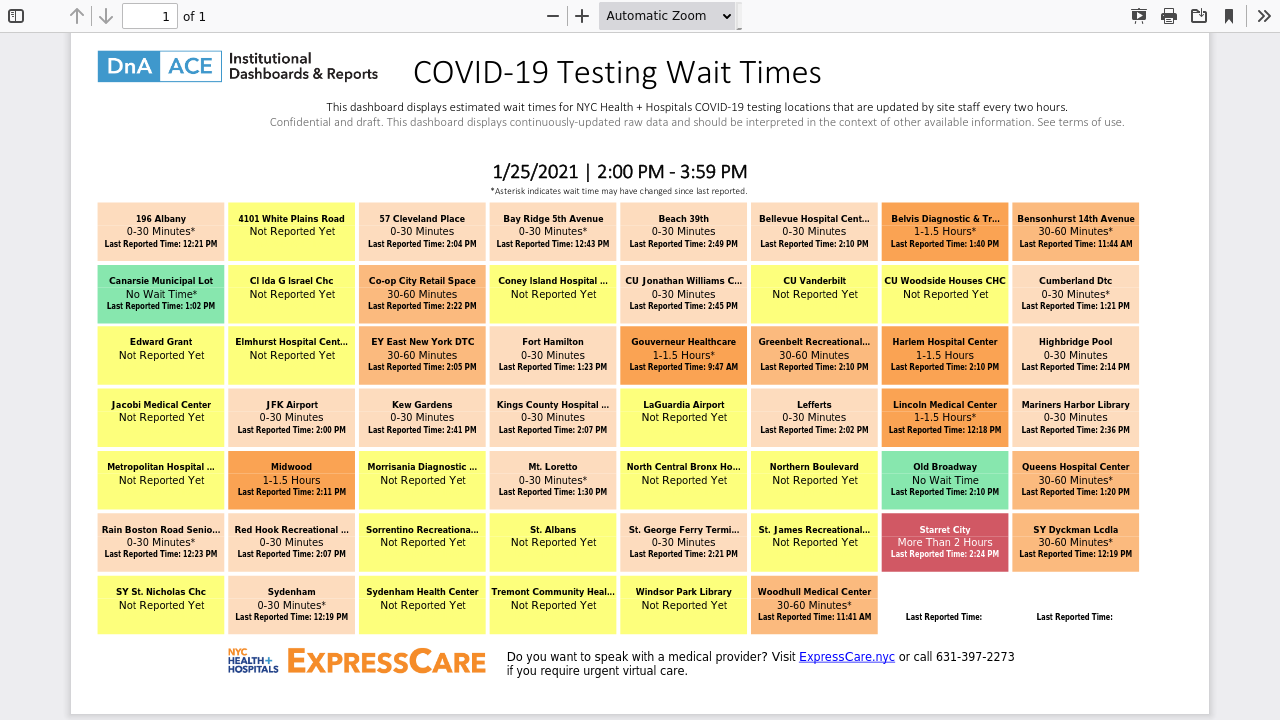 1
of 1
Automatic Zoom
DnA ACE
Institutional
Dashboards & Reports
COVID-19 Testing Wait Times
This dashboard displays estimated wait times for NYC Health + Hospitals COVID-19 testing locations that are updated by site staff every two hours.
Confidential and draft. This dashboard displays continuously-updated raw data and should be interpreted in the context of other available information. See terms of use.
1/25/2021 | 2:00 PM - 3:59 PM
*Asterisk indicates wait time may have changed since last reported.
196 Albany
0-30 Minutes*
Last Reported Time: 12:21 PM
4101 White Plains Road
Not Reported Yet
57 Cleveland Place
0-30 Minutes
Last Reported Time: 2:04 PM
Bay Ridge 5th Avenue
0-30 Minutes*
Last Reported Time: 12:43 PM
Beach 39th
0-30 Minutes
Last Reported Time: 2:49 PM
Bellevue Hospital Cent...
0-30 Minutes
Last Reported Time: 2:10 PM
Belvis Diagnostic & Tr...
1-1.5 Hours*
Last Reported Time: 1:40 PM
Bensonhurst 14th Avenue
30-60 Minutes*
Last Reported Time: 11:44 AM
Canarsie Municipal Lot
No Wait Time*
Last Reported Time: 1:02 PM
CI Ida G Israel Chc
Not Reported Yet
Co-op City Retail Space
30-60 Minutes
Last Reported Time: 2:22 PM
Coney Island Hospital ...
Not Reported Yet
CU Jonathan Williams C...
0-30 Minutes
Last Reported Time: 2:45 PM
CU Vanderbilt
Not Reported Yet
CU Woodside Houses CHC
Not Reported Yet
Cumberland Dtc
0-30 Minutes*
Last Reported Time: 1:21 PM
Edward Grant
Not Reported Yet
Elmhurst Hospital Cent...
Not Reported Yet
EY East New York DTC
30-60 Minutes
Last Reported Time: 2:05 PM
Fort Hamilton
0-30 Minutes
Last Reported Time: 1:23 PM
Gouverneur Healthcare
1-1.5 Hours*
Last Reported Time: 9:47 AM
Greenbelt Recreational...
30-60 Minutes
Last Reported Time: 2:10 PM
Harlem Hospital Center
1-1.5 Hours
Last Reported Time: 2:10 PM
Highbridge Pool
0-30 Minutes
Last Reported Time: 2:14 PM
Jacobi Medical Center
Not Reported Yet
JFK Airport
0-30 Minutes
Last Reported Time: 2:00 PM
Kew Gardens
0-30 Minutes
Last Reported Time: 2:41 PM
Kings County Hospital ...
0-30 Minutes
Last Reported Time: 2:07 PM
LaGuardia Airport
Not Reported Yet
Lefferts
0-30 Minutes
Last Reported Time: 2:02 PM
Lincoln Medical Center
1-1.5 Hours*
Last Reported Time: 12:18 PM
Mariners Harbor Library
0-30 Minutes
Last Reported Time: 2:36 PM
Metropolitan Hospital ...
Not Reported Yet
Midwood
1-1.5 Hours
Last Reported Time: 2:11 PM
Morrisania Diagnostic ...
Not Reported Yet
Mt. Loretto
0-30 Minutes*
Last Reported Time: 1:30 PM
North Central Bronx Ho...
Not Reported Yet
Northern Boulevard
Not Reported Yet
Old Broadway
No Wait Time
Last Reported Time: 2:10 PM
Queens Hospital Center
30-60 Minutes*
Last Reported Time: 1:20 PM
Rain Boston Road Senio...
0-30 Minutes*
Last Reported Time: 12:23 PM
Red Hook Recreational ...
0-30 Minutes
Last Reported Time: 2:07 PM
Sorrentino Recreationa...
Not Reported Yet
St. Albans
Not Reported Yet
St. George Ferry Termi...
0-30 Minutes
Last Reported Time: 2:21 PM
St. James Recreational...
Not Reported Yet
Starret City
More Than 2 Hours
Last Reported Time: 2:24 PM
SY Dyckman Lcdla
30-60 Minutes*
Last Reported Time: 12:19 PM
SY St. Nicholas Chc
Not Reported Yet
Sydenham
0-30 Minutes*
Last Reported Time: 12:19 PM
Sydenham Health Center
Not Reported Yet
Tremont Community Heal...
Not Reported Yet
Windsor Park Library
Not Reported Yet
Woodhull Medical Center
30-60 Minutes*
Last Reported Time: 11:41 AM
Last Reported Time:
Last Reported Time:
NYC
HEALTH+
HOSPITALS
EXPRESSCARE
Do you want to speak with a medical provider? Visit ExpressCare.nyc or call 631-397-2273
if you require urgent virtual care.